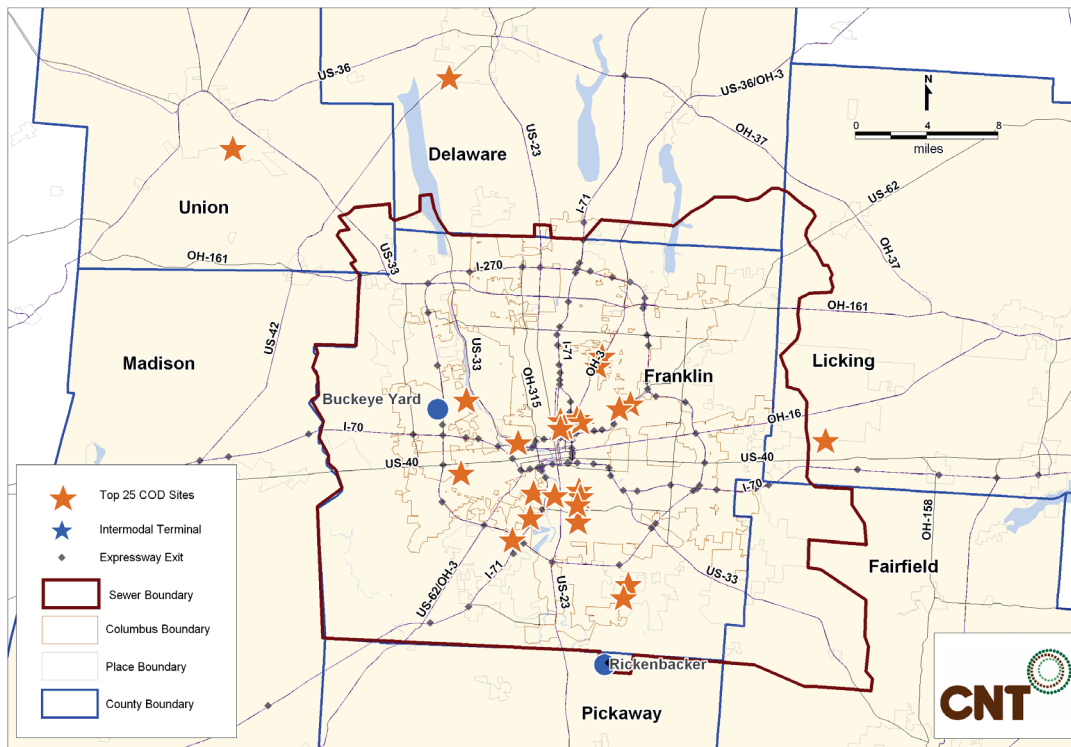 US-36
US-36/OH-3
N
0 4 8
miles
OH-37
US-23
Delaware
US-62
Union
I-71
OH-161
US-33
I-270
OH-37
OH-161
US-42
US-33
I-71
OH-3
Madison
Licking
OH-315
Franklin
Buckeye Yard
OH-16
I-70
US-40
US-40
I-70
OH-158
Top 25 COD Sites
Intermodal Terminal
Expressway Exit
Sewer Boundary
Columbus Boundary
Place Boundary
County Boundary
Fairfield
US-33
I-71
US-62/OH-3
US-23
Rickenbacker
Pickaway
CNT